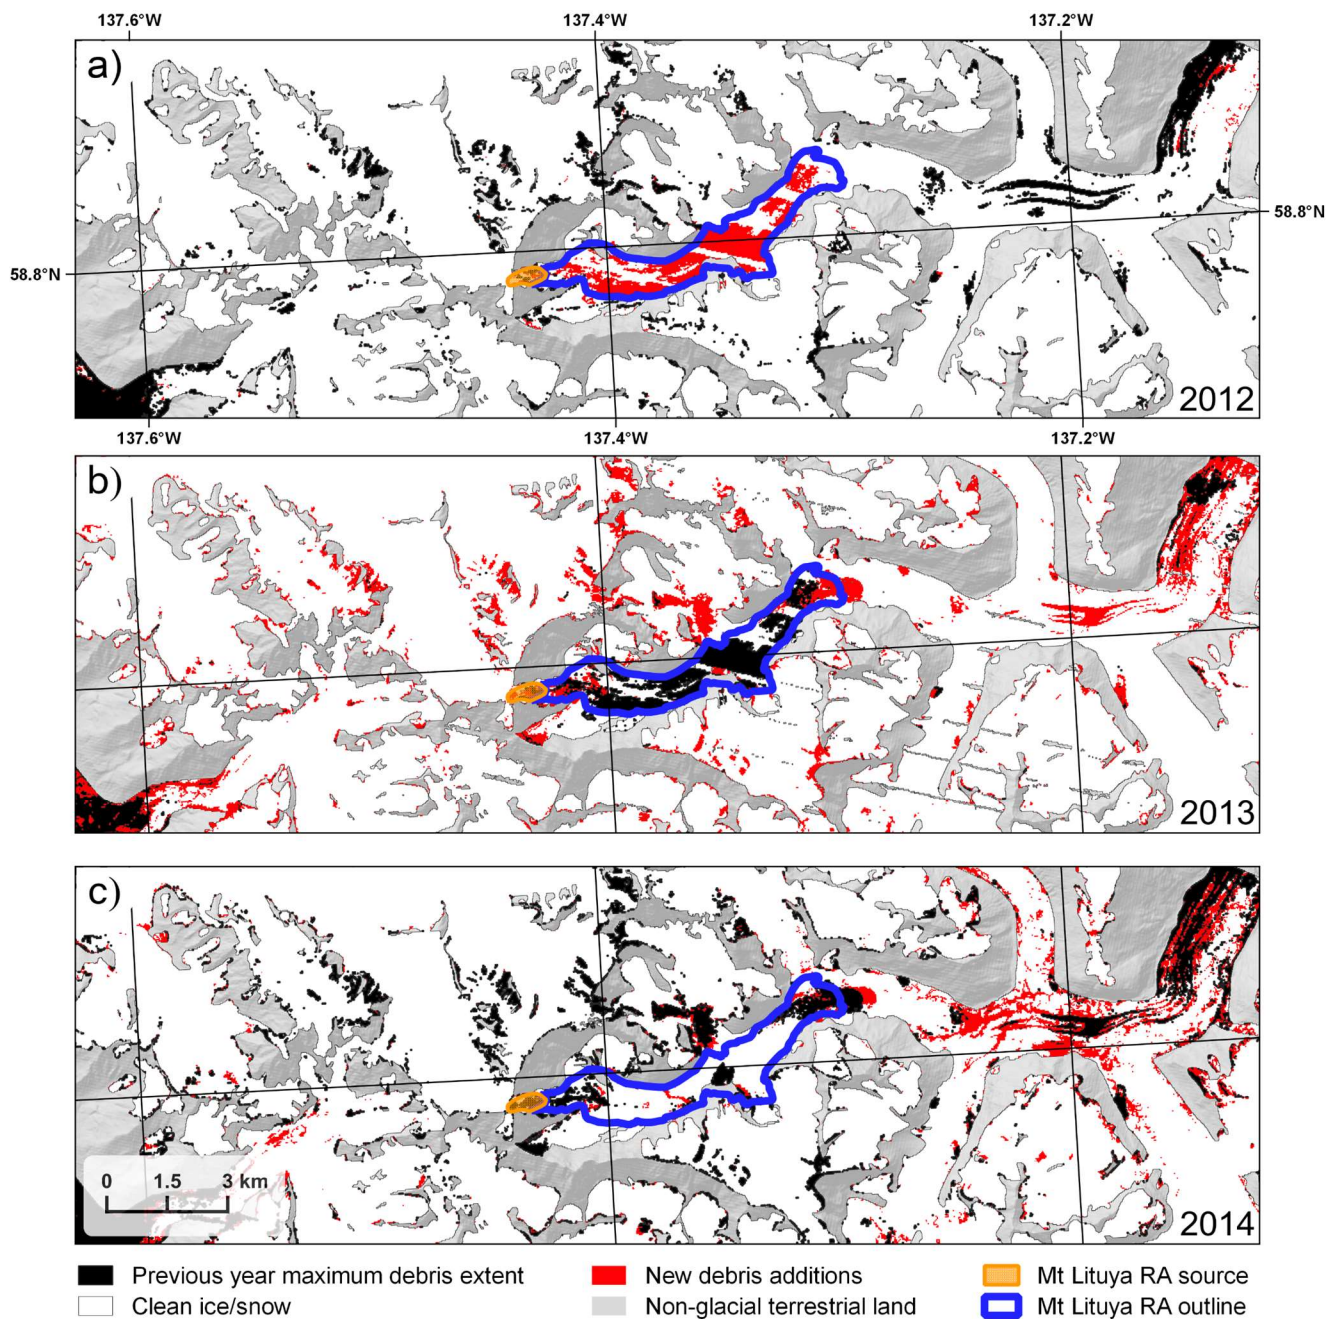 137.6°W 137.4°W 137.2°W
a)
58.8°N
58.8°N
2012
137.6°W 137.4°W 137.2°W
b)
2013
c)
0 1.5 3 km
2014
Previous year maximum debris extent New debris additions Mt Lituya RA source
Clean ice/snow Non-glacial terrestrial land Mt Lituya RA outline